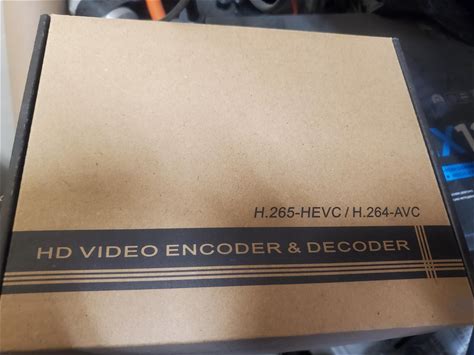 H.265-HEVC / H.264-AVC
HD VIDEO ENCODER & DECODER